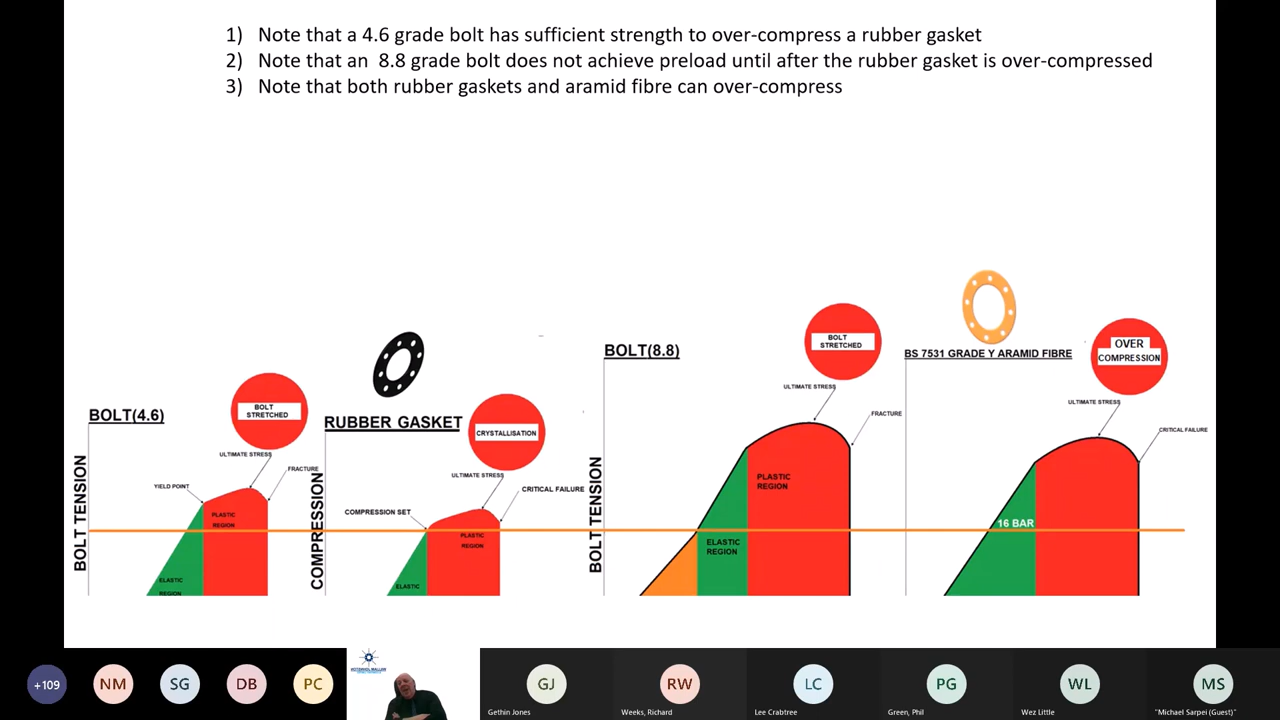 1) Note that a 4.6 grade bolt has sufficient strength to over-compress a rubber gasket
2) Note that an 8.8 grade bolt does not achieve preload until after the rubber gasket is over-compressed
3) Note that both rubber gaskets and aramid fibre can over-compress
BOLT(4.6)
BOLT TENSION
BOLT
STRETCHED
ULTIMATE STRESS
FRACTURE
YIELD POINT
PLASTIC
REGION
ELASTIC
REGION
RUBBER GASKET
COMPRESSION
CRYSTALLISATION
ULTIMATE STRESS
CRITICAL FAILURE
COMPRESSION SET
PLASTIC
REGION
ELASTIC
BOLT(8.8)
BOLT TENSION
BOLT
STRETCHED
ULTIMATE STRESS
FRACTURE
PLASTIC
REGION
ELASTIC
REGION
BS 7531 GRADE Y ARAMID FIBRE
OVER
COMPRESSION
ULTIMATE STRESS
CRITICAL FAILURE
16 BAR
+109
NM
SG
DB
PC
GJ
Gethin Jones
RW
Weeks, Richard
LC
Lee Crabtree
PG
Green, Phil
WL
Wez Little
MS
"Michael Sarpei (Guest)"